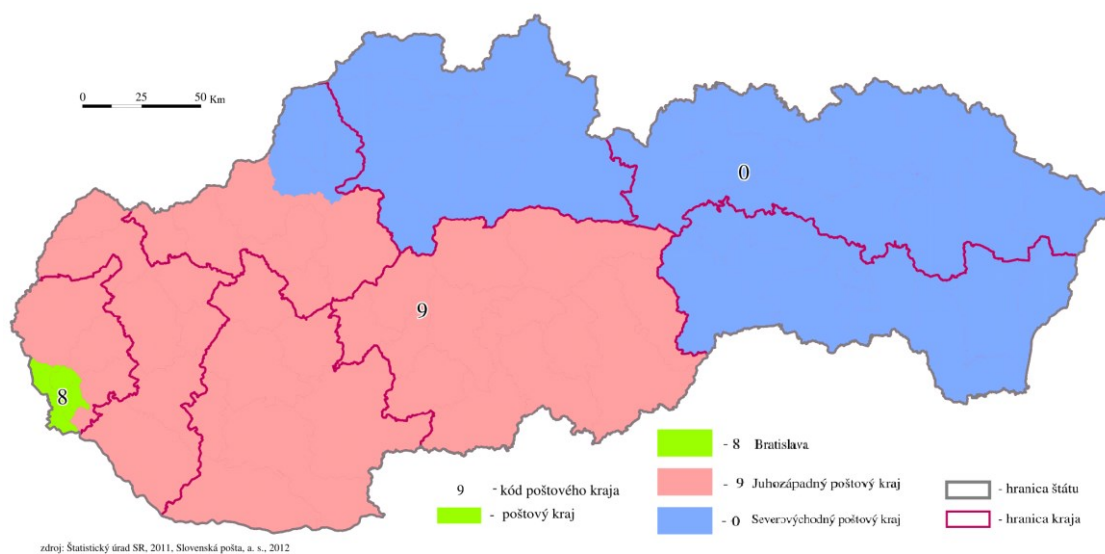 0 25 50 Km
0
9
8
- 8 Bratislava
- 9 Juhozápadný poštový kraj
- 0 Severovýchodný poštový kraj
9 - kód poštového kraja
- poštový kraj
- hranica štátu
- hranica kraja
zdroj: Štatistický úrad SR, 2011, Slovenská pošta, a. s., 2012